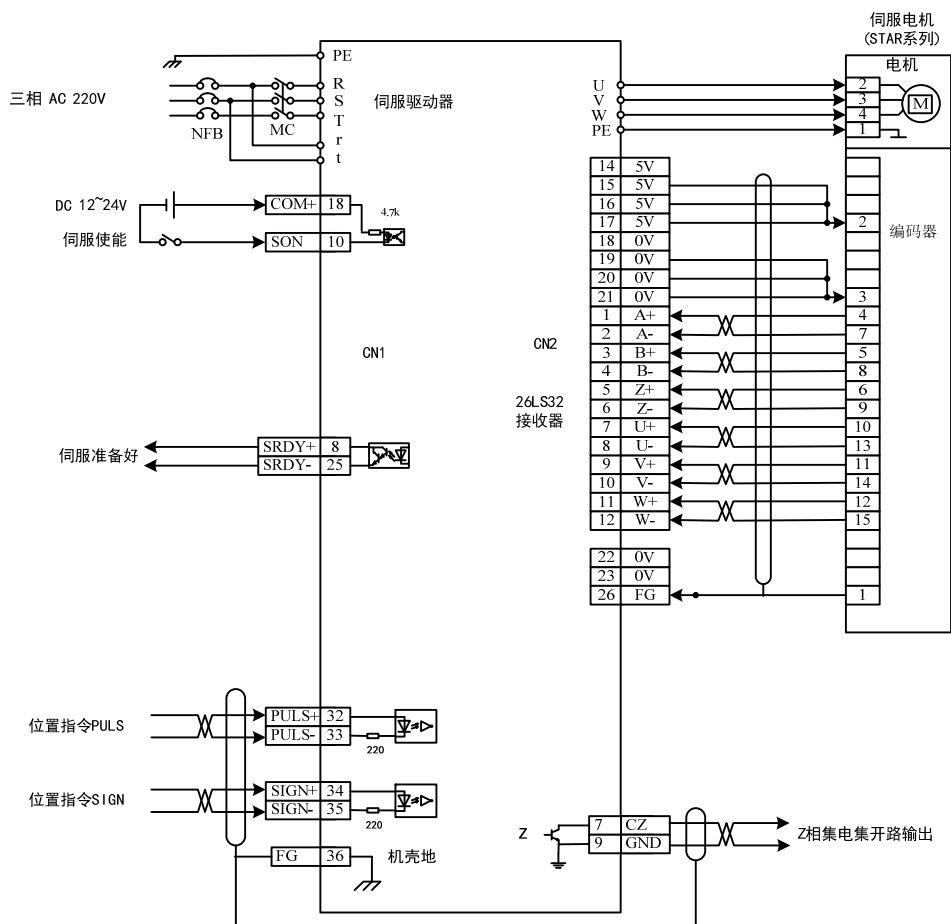 伺服电机
(STAR系列)
电机
PE
三相 AC 220V
R
S
T
r
t
NFB
MC
伺服驱动器
U
V
W
PE
2
3
4
1
M
DC 12~24V
COM+ 18
4.7k
伺服使能
SON 10
14 5V
15 5V
16 5V
17 5V
2
编码器
18 0V
19 0V
20 0V
21 0V
3
1 A+
4
2 A-
7
3 B+
5
4 B-
8
5 Z+
6
6 Z-
9
7 U+
10
8 U-
13
9 V+
11
10 V-
14
11 W+
12
12 W-
15
22 0V
23 0V
26 FG
1
CN1
CN2
26LS32
接收器
伺服准备好
SRDY+ 8
SRDY- 25
位置指令PULS
PULS+ 32
PULS- 33
220
位置指令SIGN
SIGN+ 34
SIGN- 35
220
FG 36
机壳地
Z
7 CZ
9 GND
Z相集电集开路输出